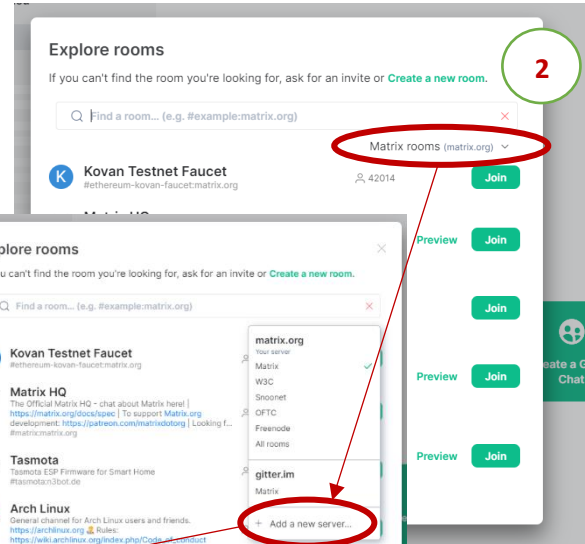 Explore rooms
2
If you can't find the room you're looking for, ask for an invite or Create a new room.
Find a room... (e.g. #example:matrix.org)
Matrix rooms (matrix.org)
Kovan Testnet Faucet
#ethereum-kovan-faucet:matrix.org
42014
Join
Preview Join
Join
Preview Join
Preview Join
eate a G
Chat
plore rooms
u can't find the room you're looking for, ask for an invite or Create a new room.
Find a room... (e.g. #example:matrix.org)
Kovan Testnet Faucet
#ethereum-kovan-faucet:matrix.org
Matrix HQ
The Official Matrix HQ - chat about Matrix here! |
https://matrix.org/docs/spec | To support Matrix.org
development: https://patreon.com/matrixdotorg | Looking f...
#matrix:matrix.org
Tasmota
Tasmota ESP Firmware for Smart Home
#tasmota:n3bot.de
Arch Linux
General channel for Arch Linux users and friends.
https://archlinux.org Rules:
https://wiki.archlinux.org/index.php/Code_of_conduct
matrix.org
Your server
Matrix
W3C
Snoonet
OFTC
Freenode
All rooms
gitter.im
Matrix
+ Add a new server...